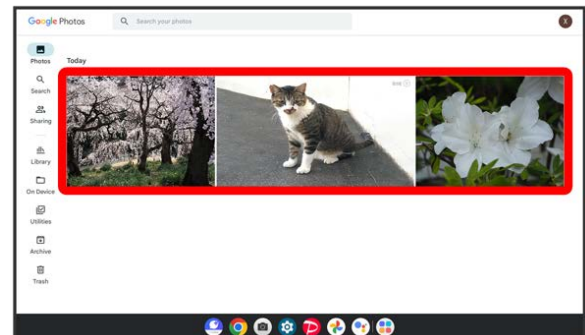 Google Photos
Search your photos
X
Photos
Today
Search
Sharing
Library
On Device
Utilities
Archive
Trash